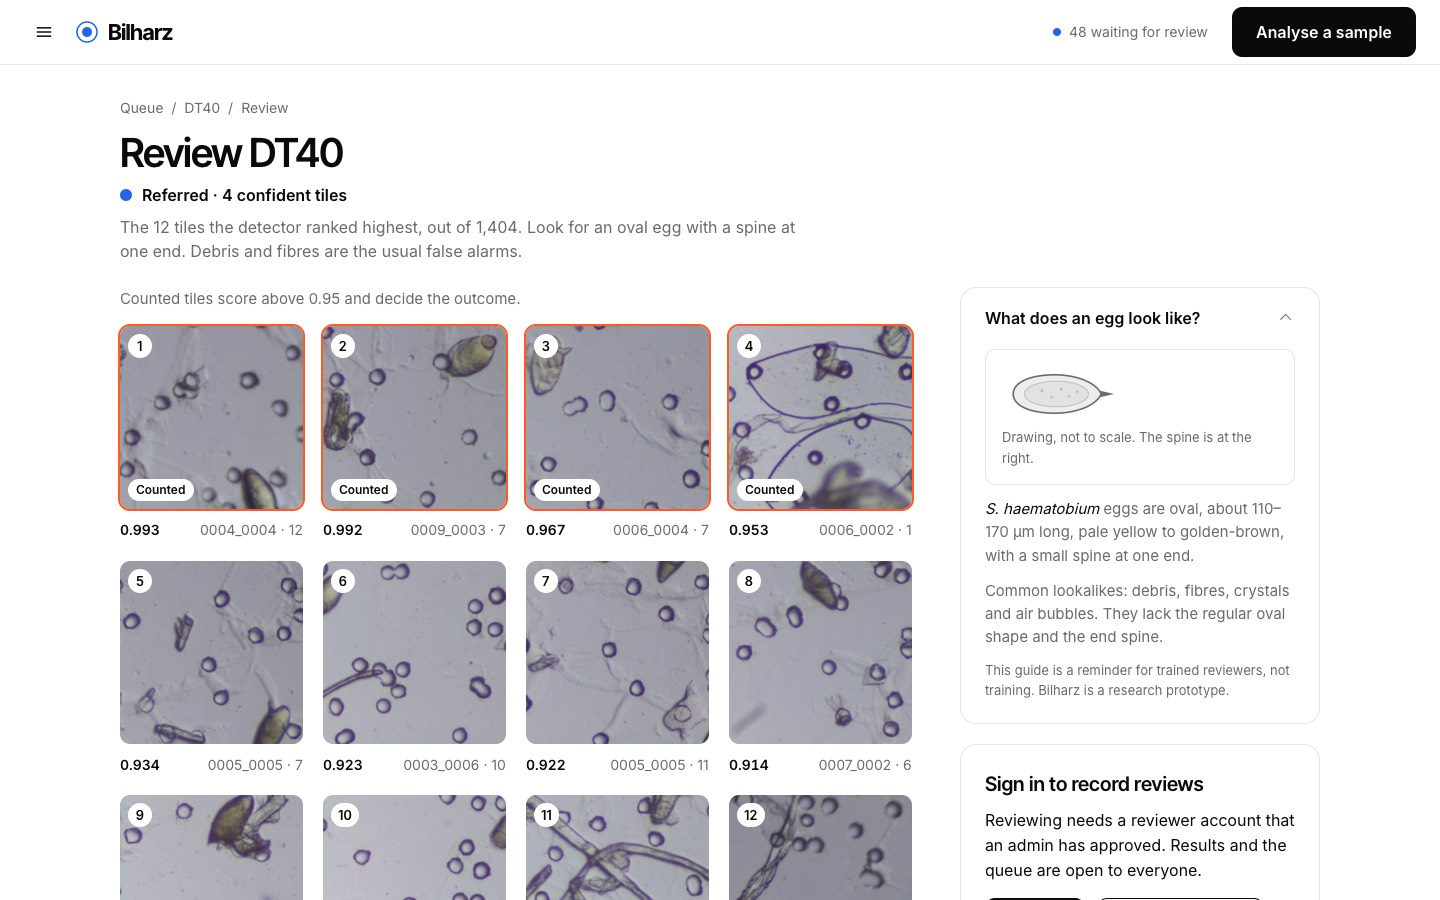 Bilharz
48 waiting for review
Analyse a sample
Queue / DT40 / Review
Review DT40
Referred · 4 confident tiles
The 12 tiles the detector ranked highest, out of 1,404. Look for an oval egg with a spine at
one end. Debris and fibres are the usual false alarms.
Counted tiles score above 0.95 and decide the outcome.
1
2
3
4
Counted
Counted
Counted
Counted
0.993 0004_0004 · 12
0.992 0009_0003 · 7
0.967 0006_0004 · 7
0.953 0006_0002 · 1
5
6
7
8
0.934 0005_0005 · 7
0.923 0003_0006 · 10
0.922 0005_0005 · 11
0.914 0007_0002 · 6
9
10
11
12
What does an egg look like?
Drawing, not to scale. The spine is at the
right.
S. haematobium eggs are oval, about 110–
170 µm long, pale yellow to golden-brown,
with a small spine at one end.
Common lookalikes: debris, fibres, crystals
and air bubbles. They lack the regular oval
shape and the end spine.
This guide is a reminder for trained reviewers, not
training. Bilharz is a research prototype.
Sign in to record reviews
Reviewing needs a reviewer account that
an admin has approved. Results and the
queue are open to everyone.